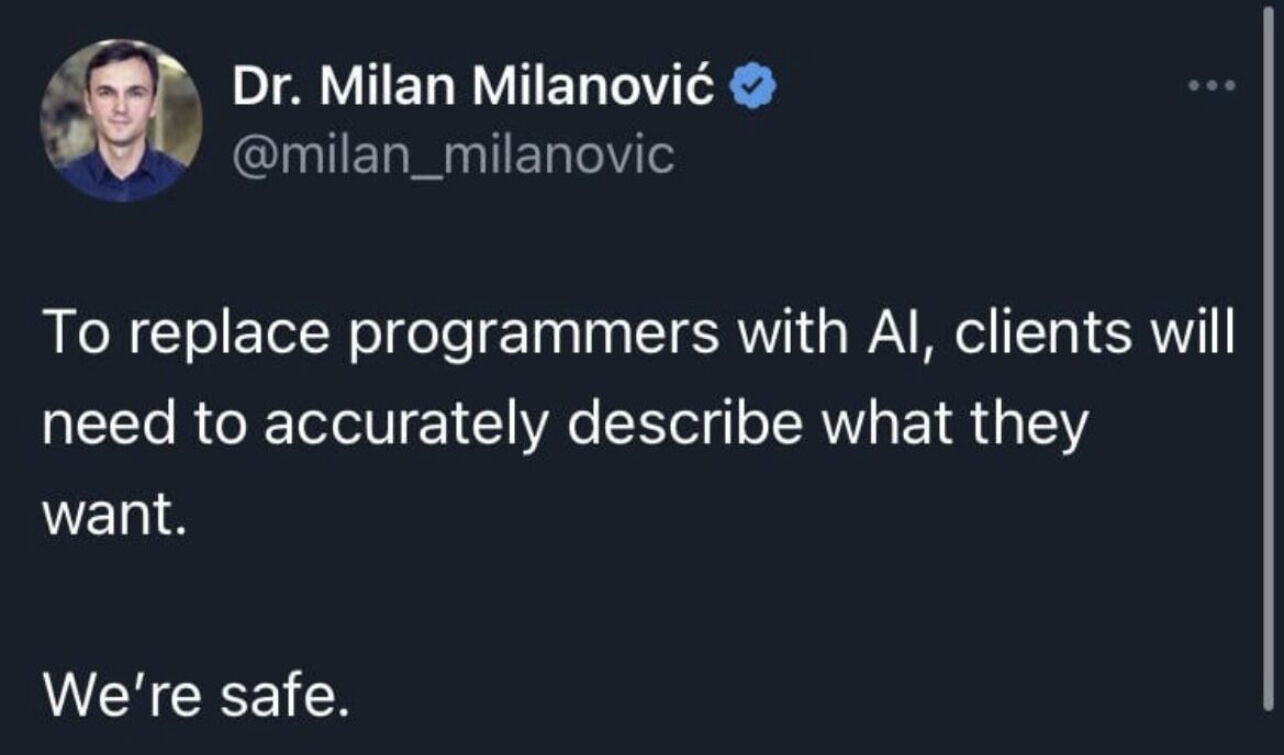 Dr. Milan Milanović
@milan_milanovic
To replace programmers with AI, clients will
need to accurately describe what they
want.
We’re safe.